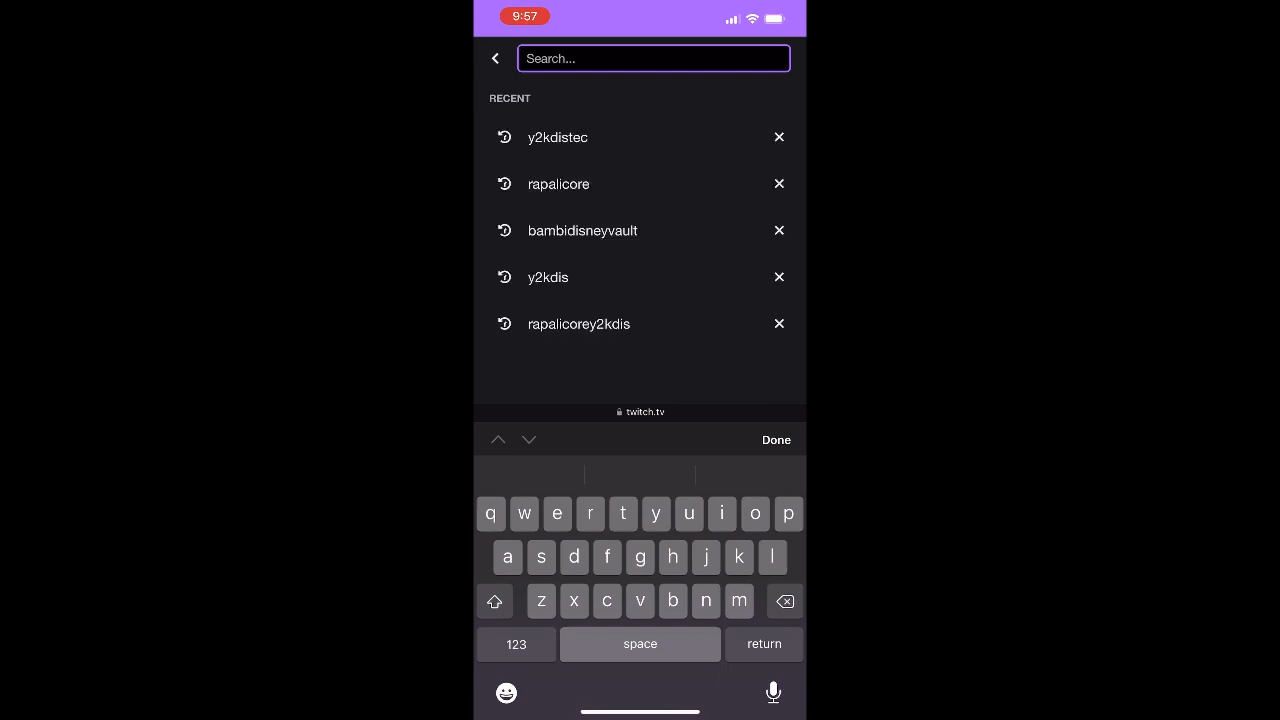 9:57
Search...
RECENT
y2kdistec
rapalicore
bambidisneyvault
y2kdis
rapalicorey2kdis
twitch.tv
Done
q w e r t y u i o p
a s d f g h j k l
z x c v b n m
123 space return